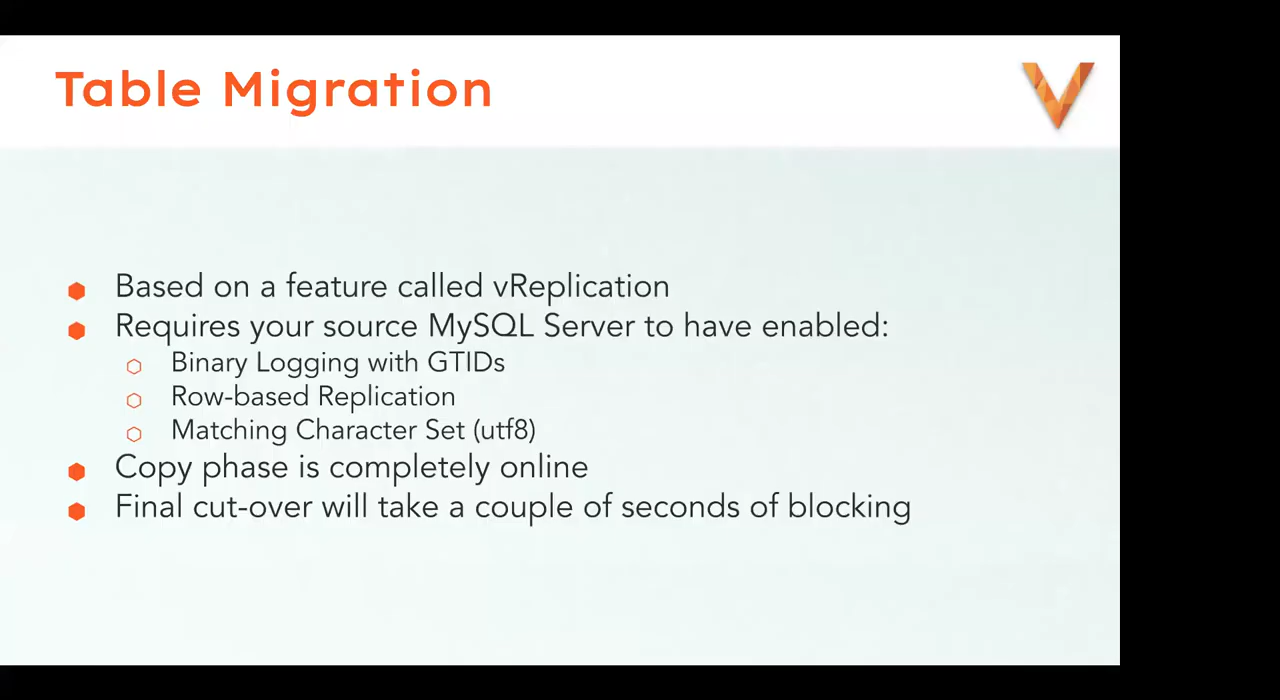 Table Migration
Based on a feature called vReplication
Requires your source MySQL Server to have enabled:
Binary Logging with GTIDs
Row-based Replication
Matching Character Set (utf8)
Copy phase is completely online
Final cut-over will take a couple of seconds of blocking